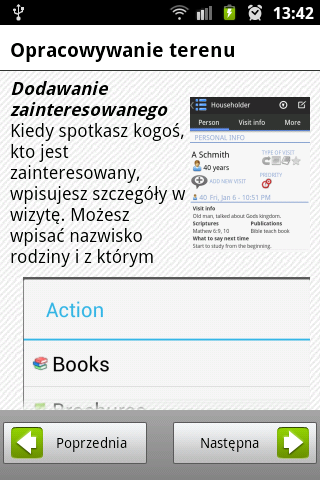 13:42
Opracowywanie terenu
Dodawanie
zainteresowanego
Kiedy spotkasz kogoś,
kto jest
zainteresowany,
wpisujesz szczegóły w
wizytę. Możesz
wpisać nazwisko
rodziny i z którym
Householder
Person Visit info More
PERSONAL INFO
A Schmith
40 years
TYPE OF VISIT
ADD NEW VISIT
PRIORITY
40 Fri, Jan 6 - 10:51 PM
Visit info
Old man, talked about Gods kingdom.
Scriptures Publications
Mathew 6:9, 10 Bible teach book
What to say next time
Start to study from the beginning.
Action
Books
Brochures
Poprzednia
Następna